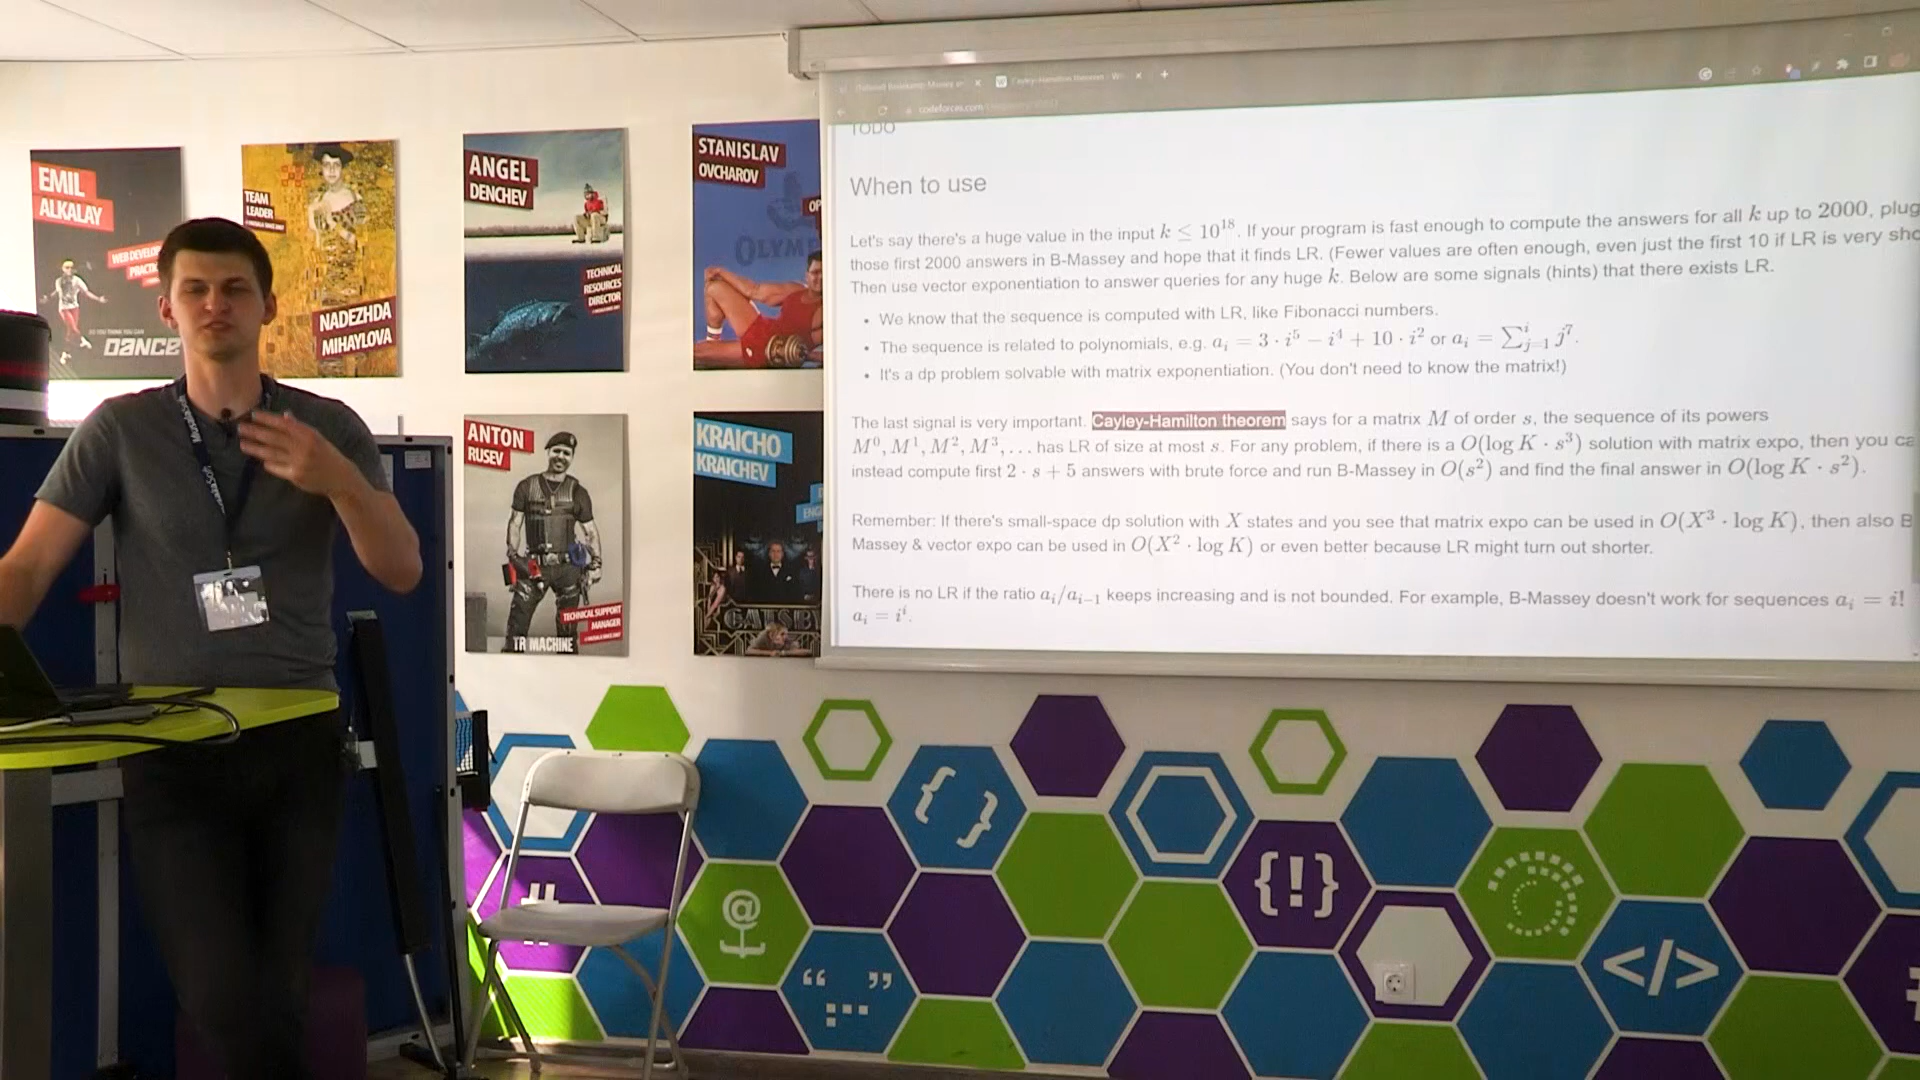 EMIL
ALKALAY
WEB DEVELO
PRACTIC
SO YOU THINK YOU CAN
DANCE
TEAM
LEADER
NADEZHDA
MIHAYLOVA
ANGEL
DENCHEV
TECHNICAL
RESOURCES
DIRECTOR
STANISLAV
OVCHAROV
OP
OLYMP
ANTON
RUSEV
TECHNICAL SUPPORT
MANAGER
TR MACHINE
KRAICHO
KRAICHEV
GATSBY
Cayley-Hamilton theorem - W
codeforces.com
TODO
When to use
Let's say there's a huge value in the input k ≤ 10^18. If your program is fast enough to compute the answers for all k up to 2000, plug
those first 2000 answers in B-Massey and hope that it finds LR. (Fewer values are often enough, even just the first 10 if LR is very sho
Then use vector exponentiation to answer queries for any huge k. Below are some signals (hints) that there exists LR.
• We know that the sequence is computed with LR, like Fibonacci numbers.
• The sequence is related to polynomials, e.g. a_i = 3 · i^5 − i^4 + 10 · i^2 or a_i = ∑_{j=1}^i j^7.
• It's a dp problem solvable with matrix exponentiation. (You don't need to know the matrix!)
The last signal is very important. Cayley-Hamilton theorem says for a matrix M of order s, the sequence of its powers
M^0, M^1, M^2, M^3, … has LR of size at most s. For any problem, if there is a O(log K · s^3) solution with matrix expo, then you ca
instead compute first 2 · s + 5 answers with brute force and run B-Massey in O(s^2) and find the final answer in O(log K · s^2).
Remember: If there's small-space dp solution with X states and you see that matrix expo can be used in O(X^3 · log K), then also B
Massey & vector expo can be used in O(X^2 · log K) or even better because LR might turn out shorter.
There is no LR if the ratio a_i/a_{i−1} keeps increasing and is not bounded. For example, B-Massey doesn't work for sequences a_i = i!
a_i = i^i.
{ }
{!}
@
#
“ ”
</>